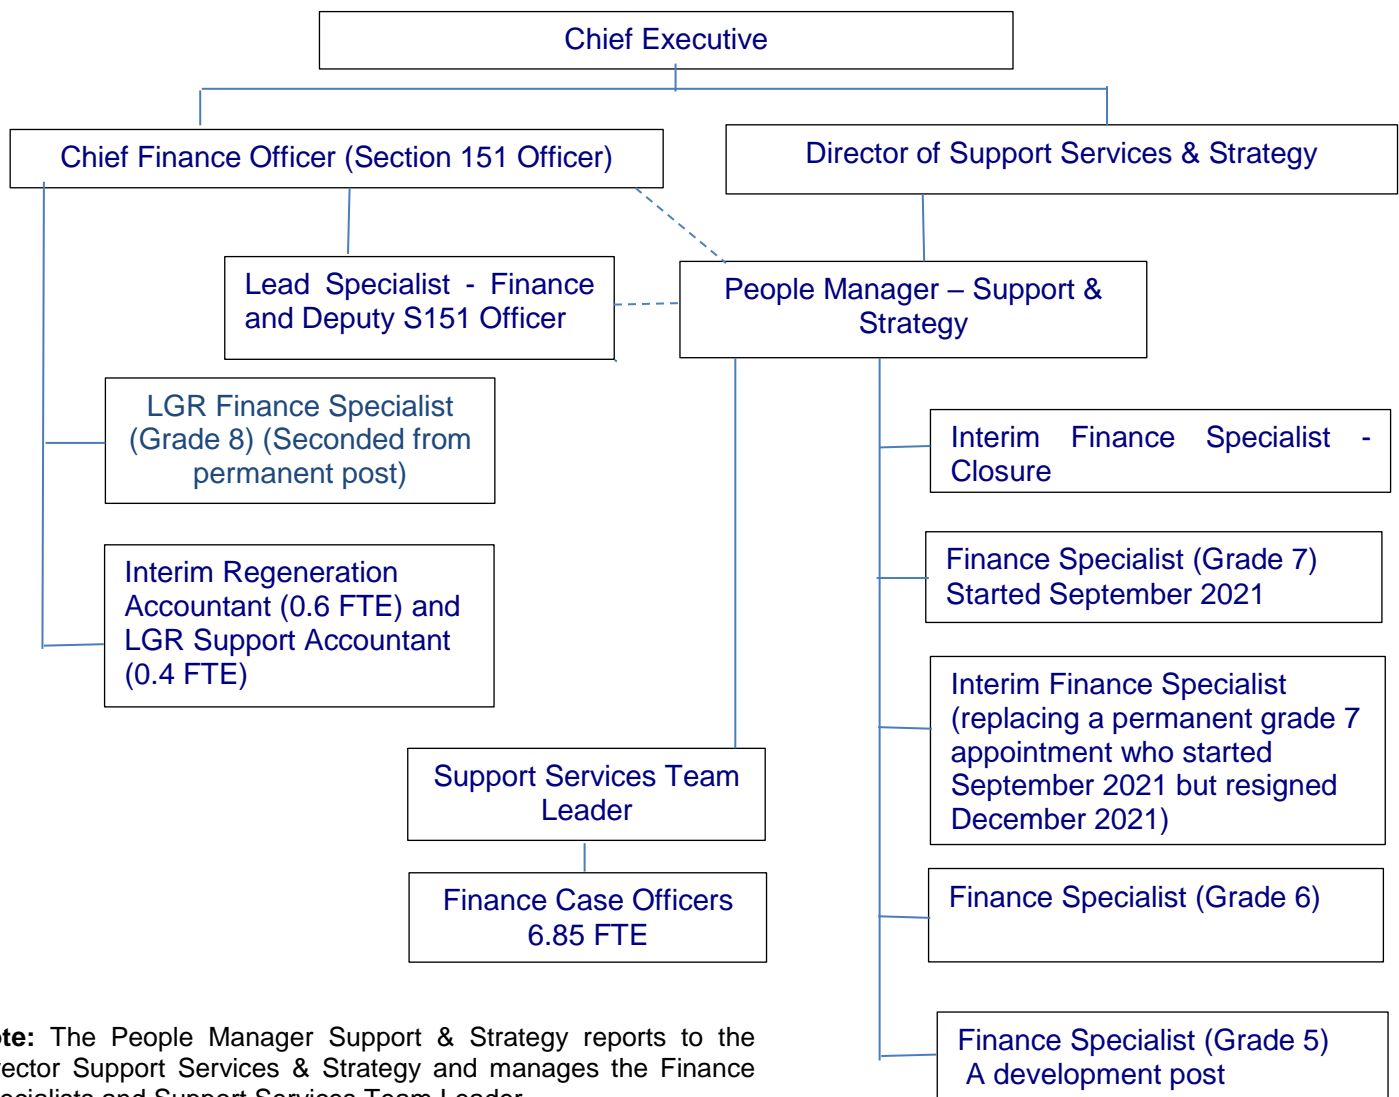 Chief Executive
Chief Finance Officer (Section 151 Officer)
Director of Support Services & Strategy
Lead Specialist - Finance
and Deputy S151 Officer
People Manager – Support &
Strategy
LGR Finance Specialist
(Grade 8) (Seconded from
permanent post)
Interim Finance Specialist -
Closure
Interim Regeneration
Accountant (0.6 FTE) and
LGR Support Accountant
(0.4 FTE)
Finance Specialist (Grade 7)
Started September 2021
Interim Finance Specialist
(replacing a permanent grade 7
appointment who started
September 2021 but resigned
December 2021)
Support Services Team
Leader
Finance Case Officers
6.85 FTE
Finance Specialist (Grade 6)
Finance Specialist (Grade 5)
A development post
The People Manager Support & Strategy reports to the
Support Services & Strategy and manages the Finance
and Support Services Team Leader